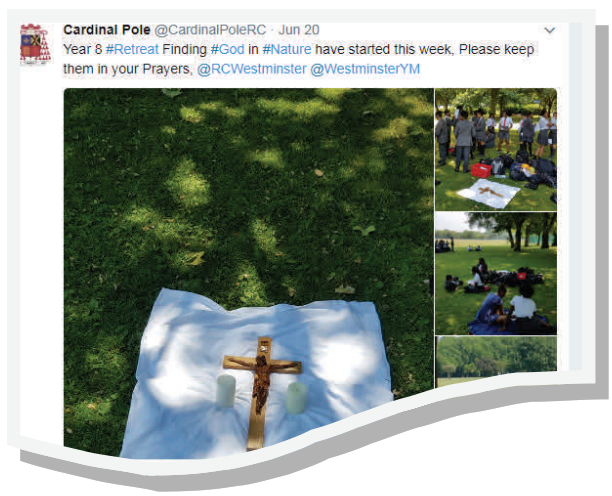 Cardinal Pole @CardinalPoleRC · Jun 20
Year 8 #Retreat Finding #God in #Nature have started this week, Please keep
them in your Prayers, @RCWestminster @WestminsterYM